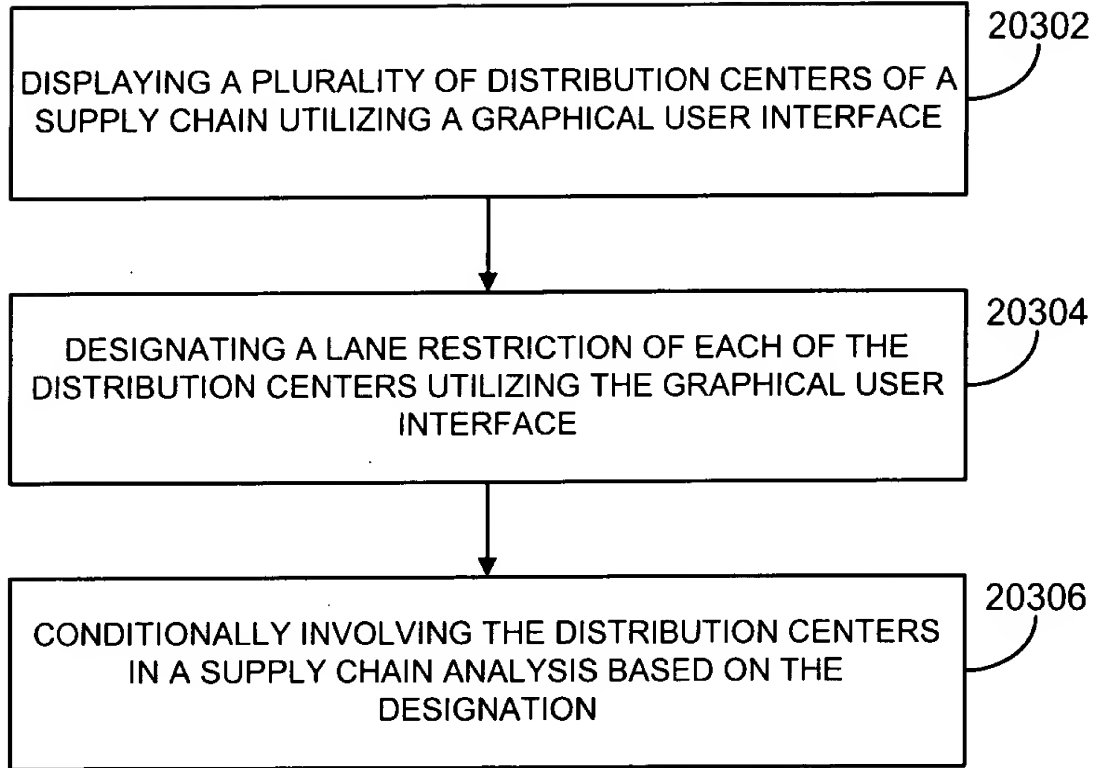 20302
DISPLAYING A PLURALITY OF DISTRIBUTION CENTERS OF A
SUPPLY CHAIN UTILIZING A GRAPHICAL USER INTERFACE
20304
DESIGNATING A LANE RESTRICTION OF EACH OF THE
DISTRIBUTION CENTERS UTILIZING THE GRAPHICAL USER
INTERFACE
20306
CONDITIONALLY INVOLVING THE DISTRIBUTION CENTERS
IN A SUPPLY CHAIN ANALYSIS BASED ON THE
DESIGNATION